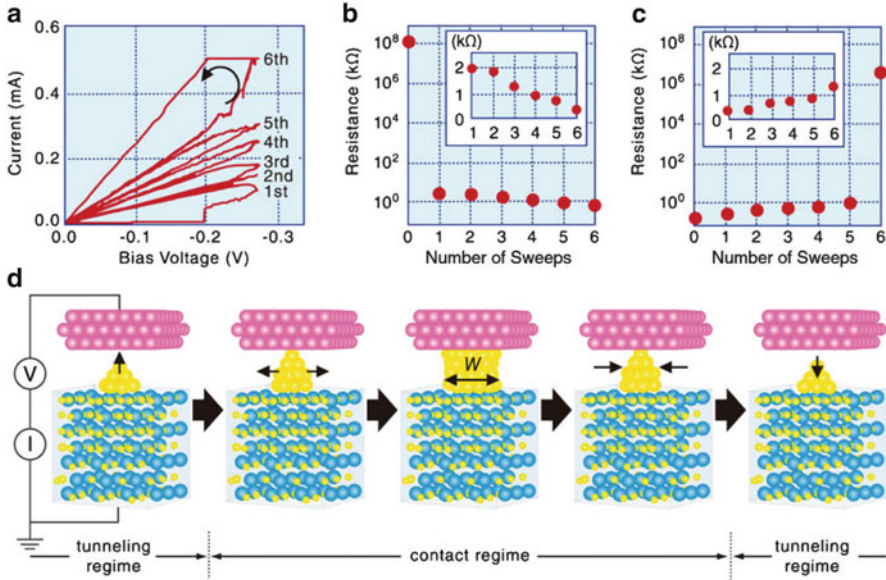 a
Current (mA)
0.6
0.4
0.2
0.0
6th
5th
4th
3rd
2nd
1st
0.0 -0.1 -0.2 -0.3
Bias Voltage (V)
b
Resistance (kΩ)
10⁸
10⁶
10⁴
10²
10⁰
(kΩ)
2
1
0
1 2 3 4 5 6
0 1 2 3 4 5 6
Number of Sweeps
c
Resistance (kΩ)
10⁸
10⁶
10⁴
10²
10⁰
(kΩ)
2
1
0
1 2 3 4 5 6
0 1 2 3 4 5 6
Number of Sweeps
d
V
I
W
tunneling
regime
contact regime
tunneling
regime